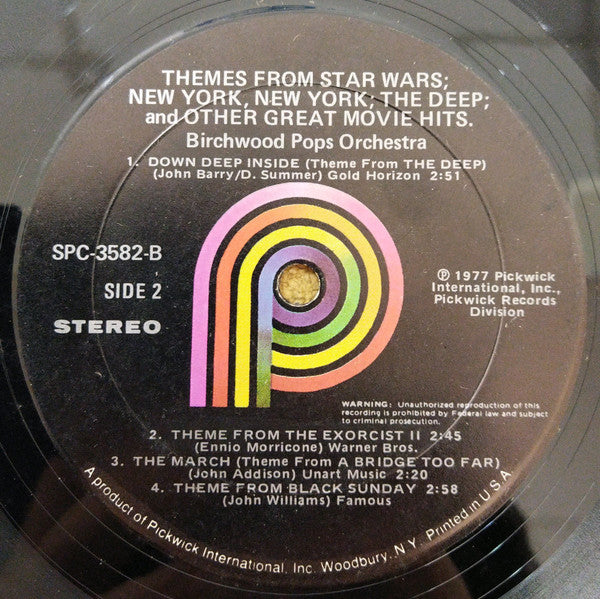 THEMES FROM STAR WARS;
NEW YORK, NEW YORK; THE DEEP;
and OTHER GREAT MOVIE HITS.
Birchwood Pops Orchestra
1. DOWN DEEP INSIDE (Theme From THE DEEP)
(John Barry/D. Summer) Gold Horizon 2:51
SPC-3582-B
SIDE 2
STEREO
℗ 1977 Pickwick
International, Inc.,
Pickwick Records
Division
WARNING: Unauthorized reproduction of this
recording is prohibited by Federal law and subject
to criminal prosecution.
2. THEME FROM THE EXORCIST II 2:45
(Ennio Morricone) Warner Bros.
3. THE MARCH (Theme From A BRIDGE TOO FAR)
(John Addison) Unart Music 2:20
4. THEME FROM BLACK SUNDAY 2:58
(John Williams) Famous
A product of Pickwick International, Inc. Woodbury, N.Y. Printed in U.S.A